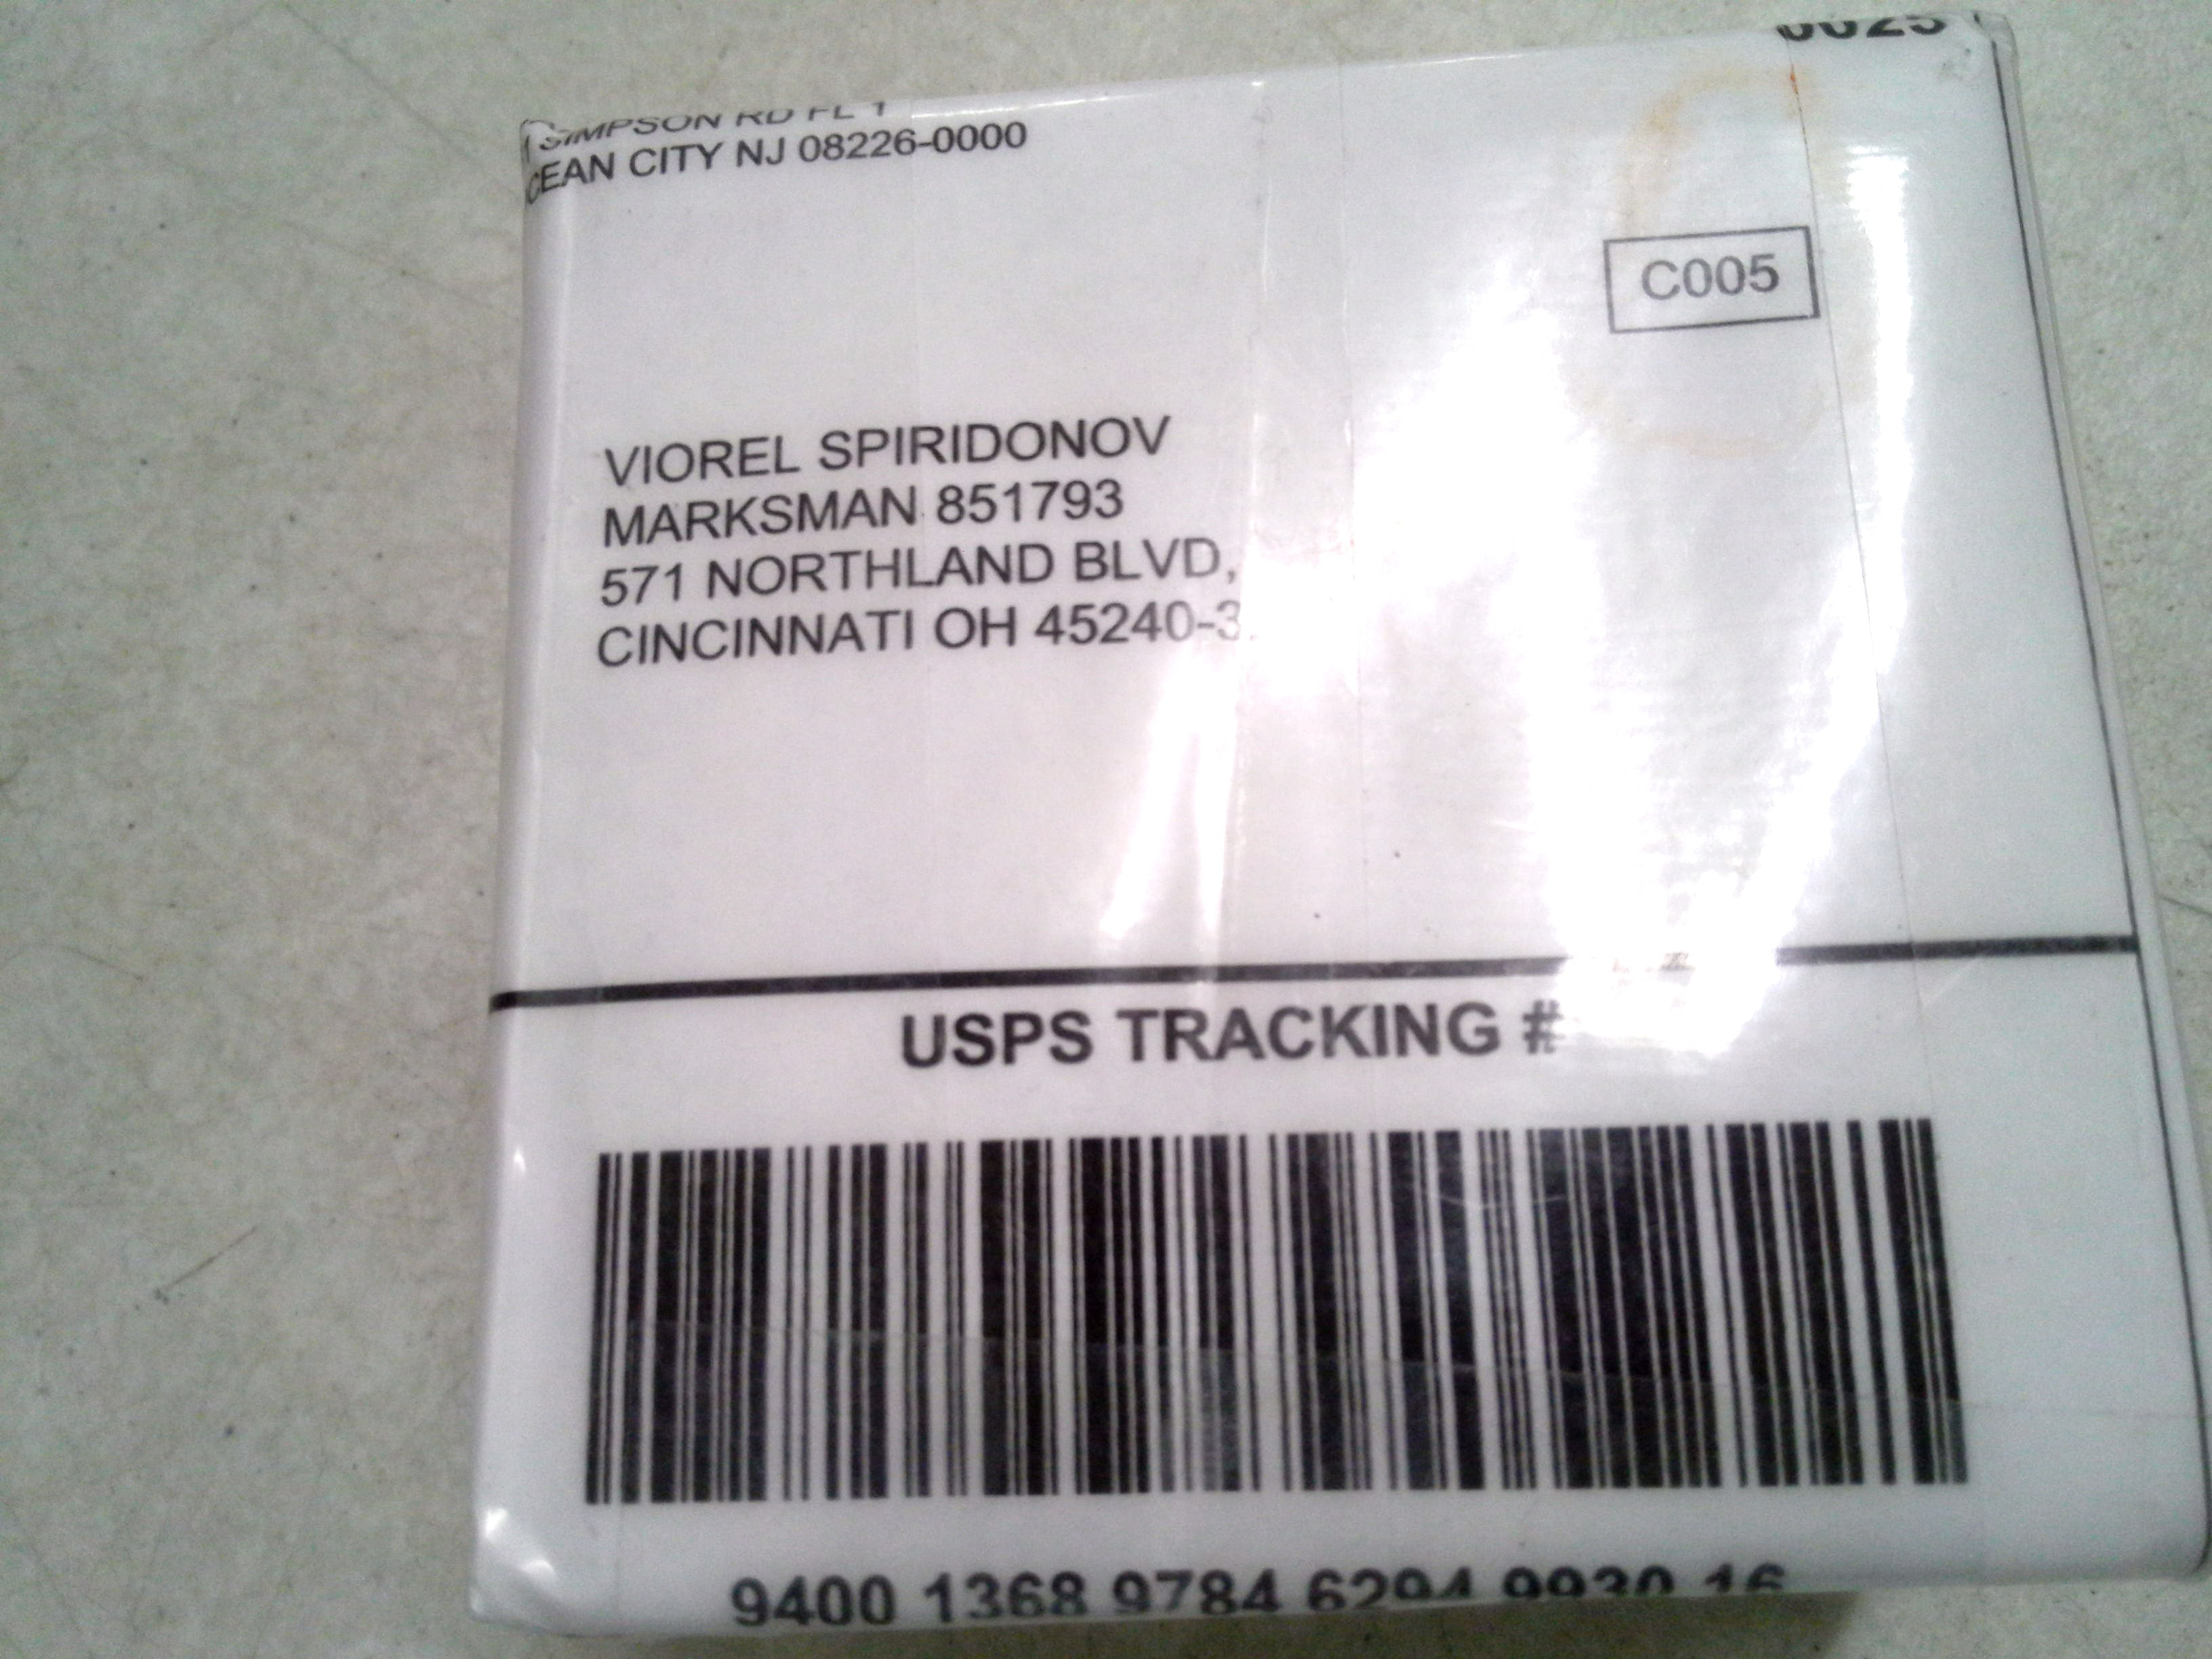 0025
SIMPSON RD FL 1
CEAN CITY NJ 08226-0000
C005
VIOREL SPIRIDONOV
MARKSMAN 851793
571 NORTHLAND BLVD,
CINCINNATI OH 45240-3
USPS TRACKING #
9400 1368 9784 6294 9930 16